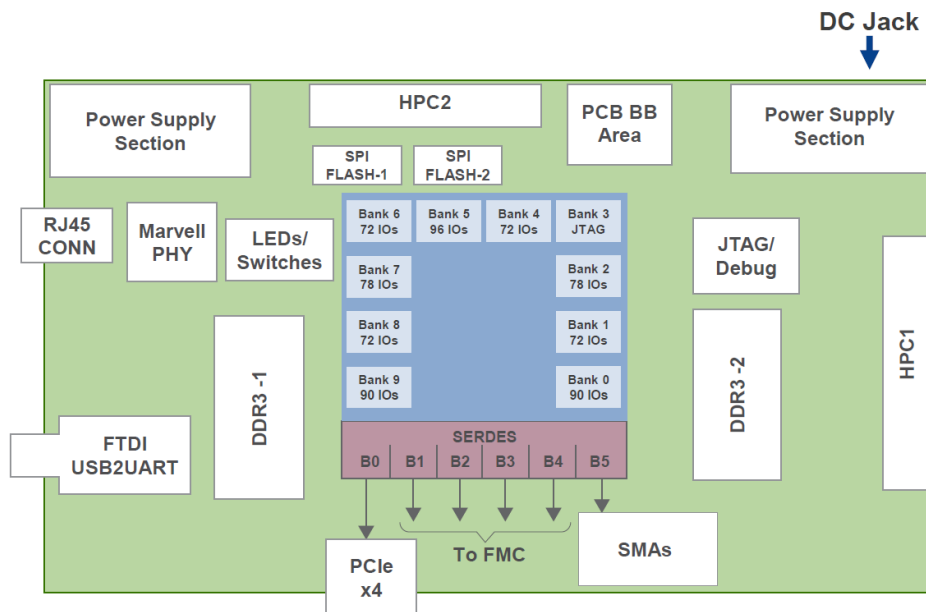 DC Jack
Power Supply
Section
HPC2
PCB BB
Area
Power Supply
Section
SPI
FLASH-1
SPI
FLASH-2
RJ45
CONN
Marvell
PHY
LEDs/
Switches
Bank 6
72 IOs
Bank 5
96 IOs
Bank 4
72 IOs
Bank 3
JTAG
JTAG/
Debug
Bank 7
78 IOs
Bank 2
78 IOs
Bank 8
72 IOs
Bank 1
72 IOs
Bank 9
90 IOs
Bank 0
90 IOs
DDR3 -1
DDR3 -2
HPC1
FTDI
USB2UART
SERDES
B0 B1 B2 B3 B4 B5
To FMC
PCIe
x4
SMAs